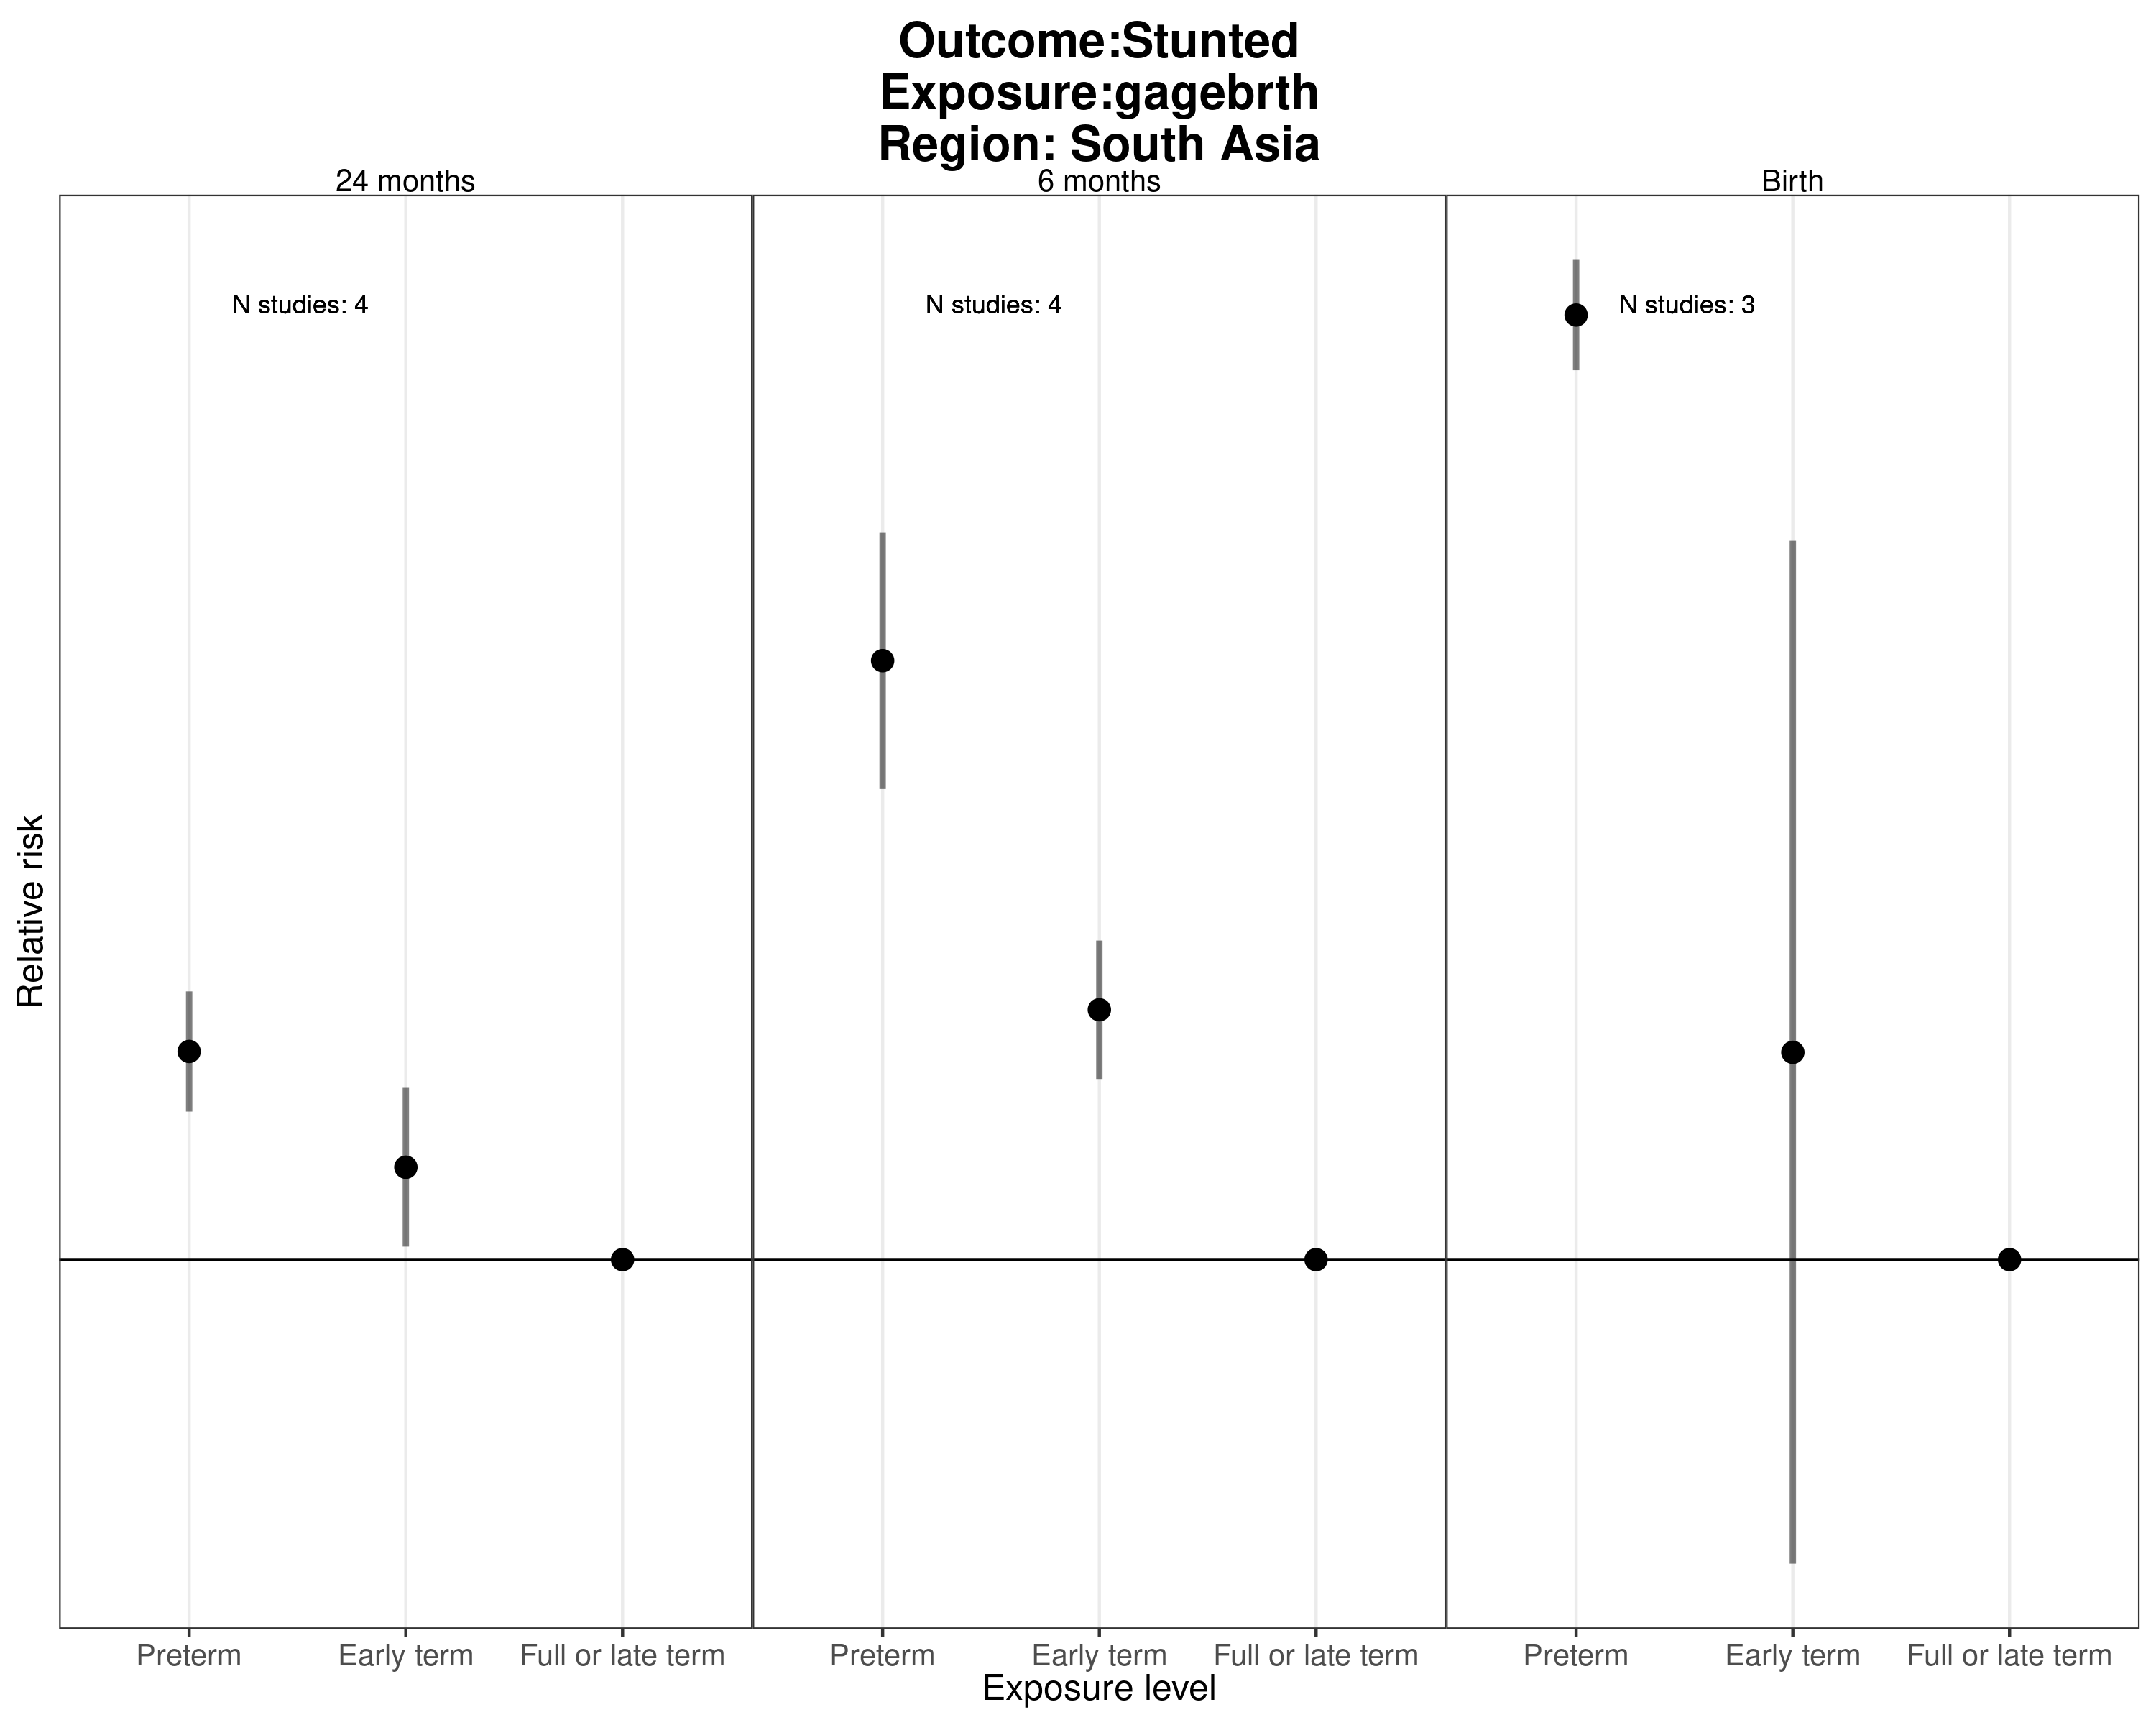 Outcome:Stunted
Exposure:gagebrth
Region: South Asia
24 months
6 months
Birth
N studies: 4
N studies: 4
N studies: 3
Relative risk
Preterm
Early term
Full or late term
Preterm
Early term
Full or late term
Preterm
Early term
Full or late term
Exposure level